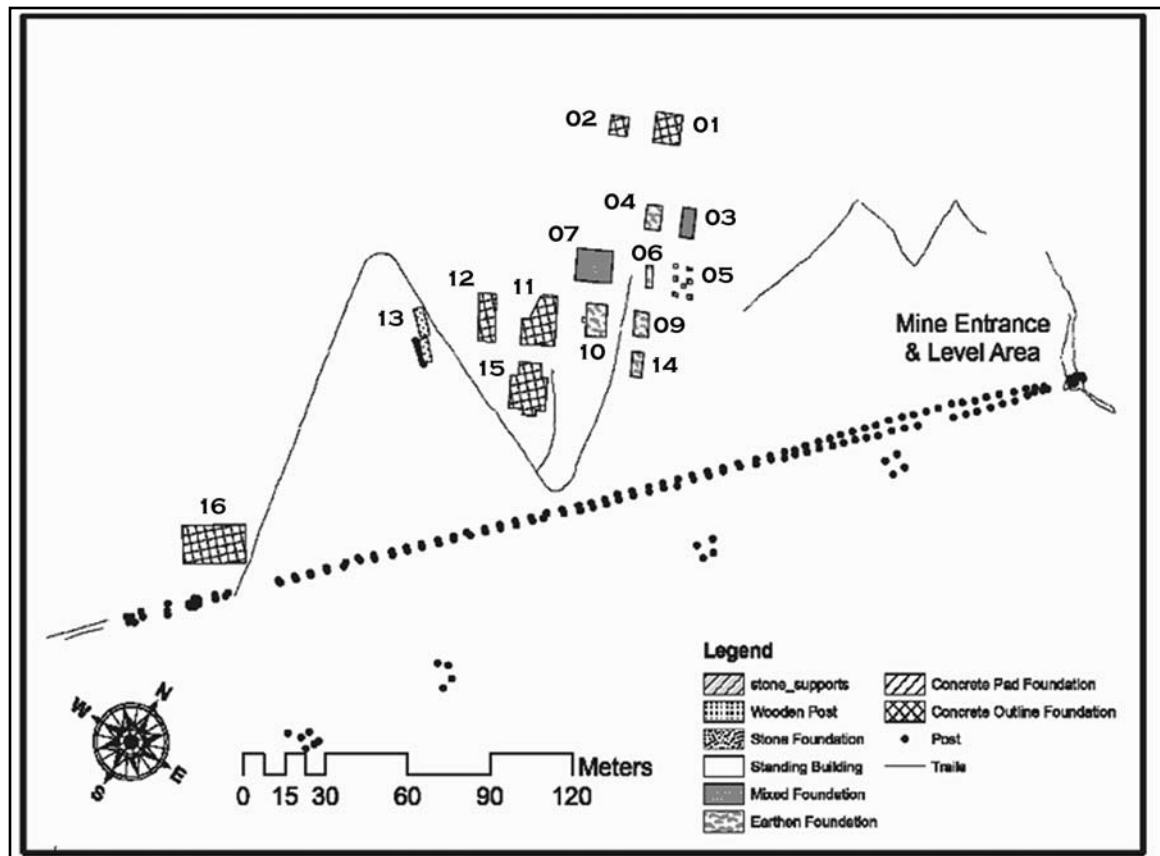 02 01
04 03
07 06 05
12 11
13 10 09
15 14
Mine Entrance
& Level Area
16
N
W
E
S
Meters
0 15 30 60 90 120
Legend
stone_supports
Wooden Post
Stone Foundation
Standing Building
Mixed Foundation
Earthen Foundation
Concrete Pad Foundation
Concrete Outline Foundation
Post
Trails